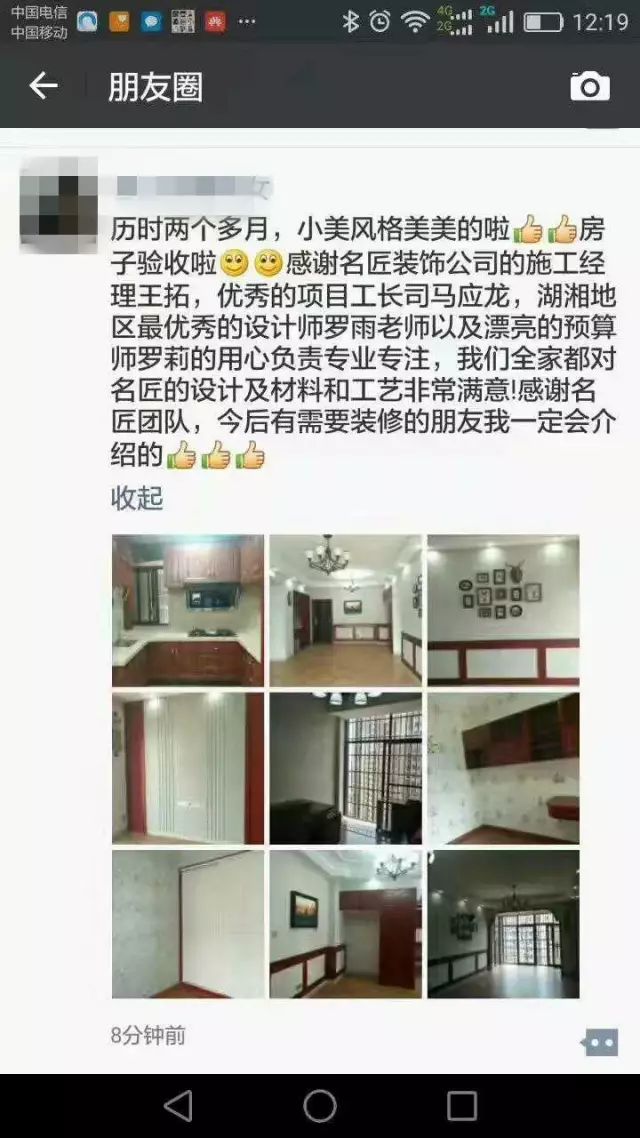 中国电信
中国移动
4G
2G
2G
12:19
朋友圈
女
历时两个多月，小美风格美美的啦👍👍房
子验收啦🙂🙂感谢名匠装饰公司的施工经
理王拓，优秀的项目工长司马应龙，湖湘地
区最优秀的设计师罗雨老师以及漂亮的预算
师罗莉的用心负责专业专注，我们全家都对
名匠的设计及材料和工艺非常满意!感谢名
匠团队，今后有需要装修的朋友我一定会介
绍的👍👍👍
收起
8分钟前